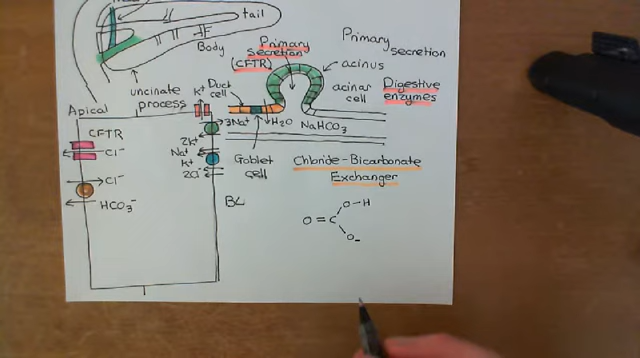 tail
Body
uncinate
process
Primary
secretion
(CFTR)
Primary
secretion
acinus
acinar
cell
Digestive
enzymes
Duct
cell
K+
3Na+
H2O
NaHCO3
Goblet
cell
Apical
CFTR
Cl-
Cl-
HCO3-
2K+
Na+
K+
2Cl-
BL
Chloride-Bicarbonate
Exchanger
O-H
O=C
O-